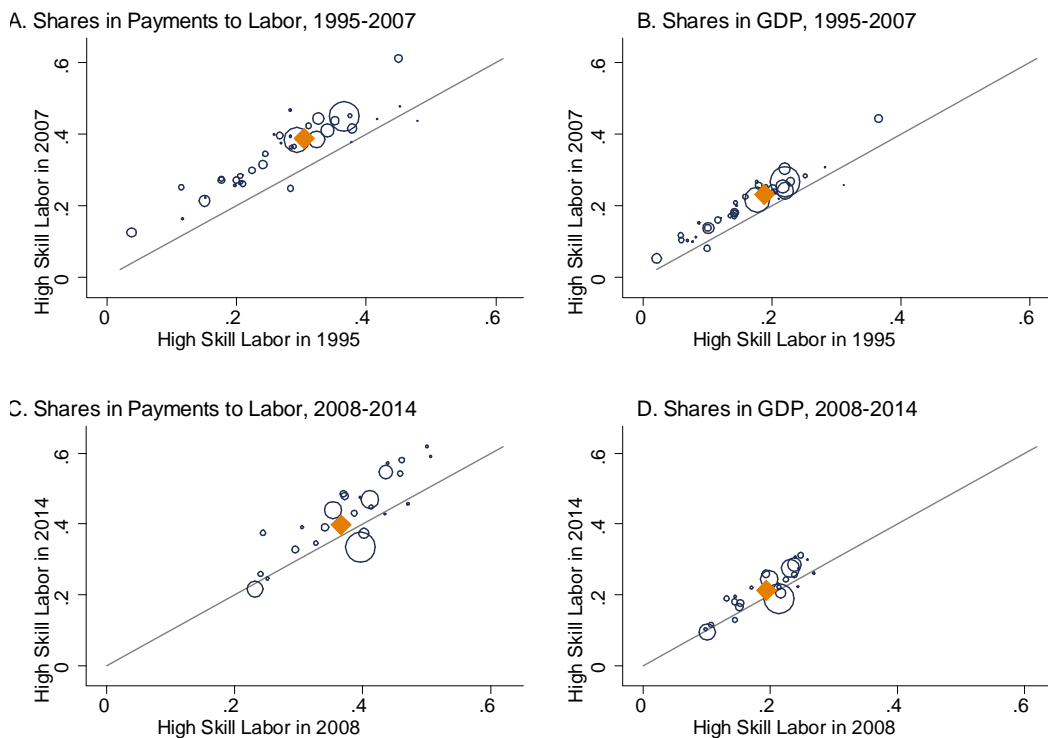 A. Shares in Payments to Labor, 1995-2007
High Skill Labor in 2007
0 .2 .4 .6
0 .2 .4 .6
High Skill Labor in 1995
B. Shares in GDP, 1995-2007
High Skill Labor in 2007
0 .2 .4 .6
0 .2 .4 .6
High Skill Labor in 1995
C. Shares in Payments to Labor, 2008-2014
High Skill Labor in 2014
0 .2 .4 .6
0 .2 .4 .6
High Skill Labor in 2008
D. Shares in GDP, 2008-2014
High Skill Labor in 2014
0 .2 .4 .6
0 .2 .4 .6
High Skill Labor in 2008